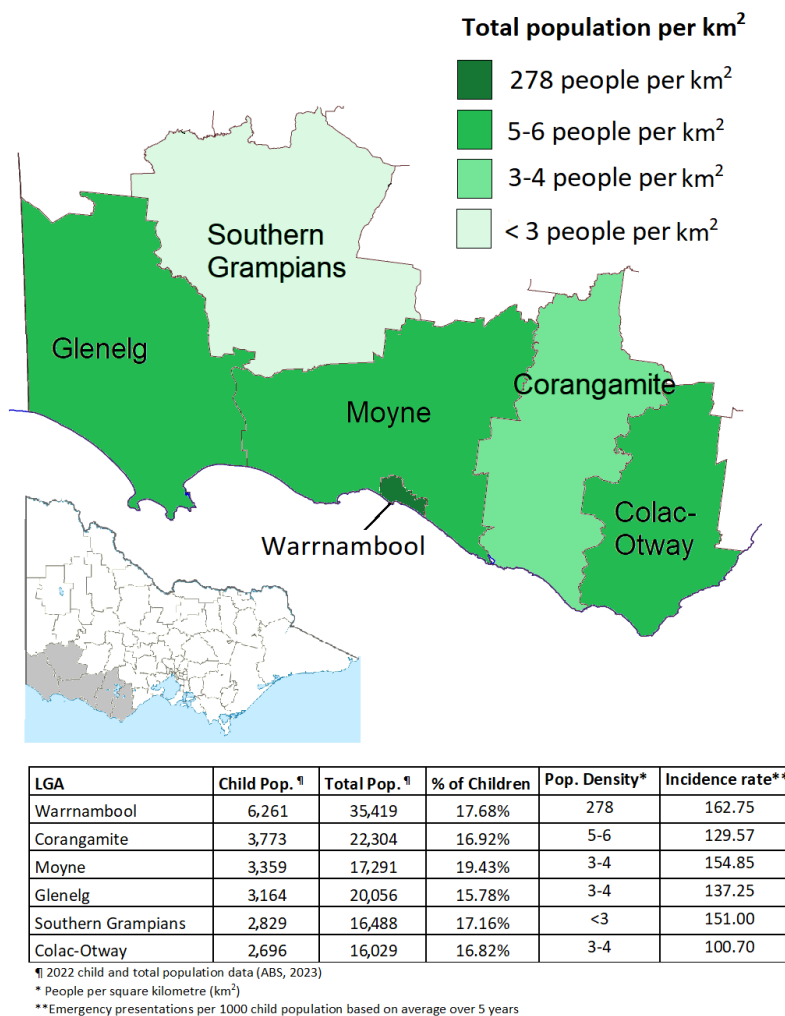 Total population per km2
278 people per km2
5-6 people per km2
3-4 people per km2
< 3 people per km2
Southern
Grampians
Glenelg
Corangamite
Moyne
Colac-
Otway
Warrnambool
LGA Child Pop. ¶ Total Pop. ¶ % of Children Pop. Density* Incidence rate**
Warrnambool 6,261 35,419 17.68% 278 162.75
Corangamite 3,773 22,304 16.92% 5-6 129.57
Moyne 3,359 17,291 19.43% 3-4 154.85
Glenelg 3,164 20,056 15.78% 3-4 137.25
Southern Grampians 2,829 16,488 17.16% <3 151.00
Colac-Otway 2,696 16,029 16.82% 3-4 100.70
¶ 2022 child and total population data (ABS, 2023)
* People per square kilometre (km2)
**Emergency presentations per 1000 child population based on average over 5 years